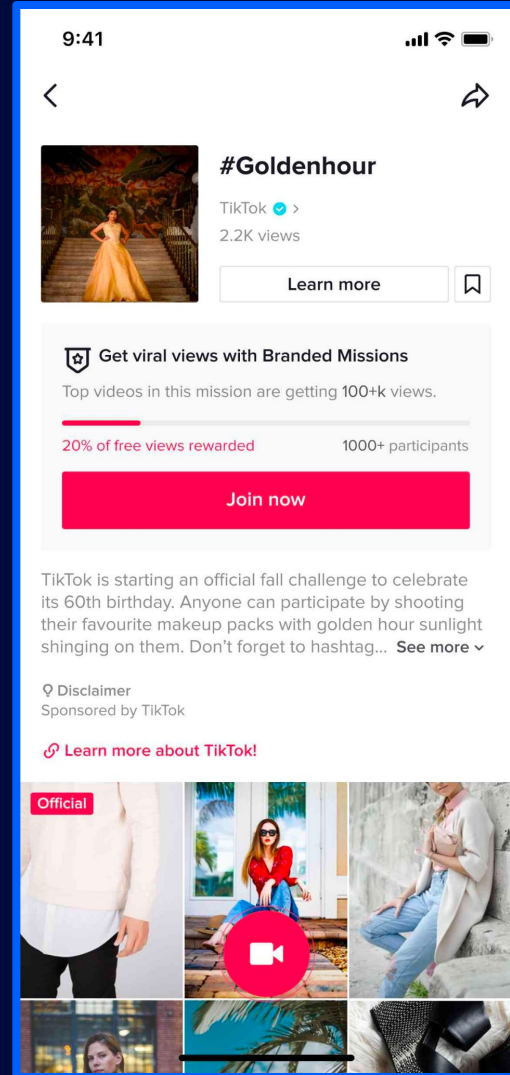 9:41
#Goldenhour
TikTok >
2.2K views
Learn more
Get viral views with Branded Missions
Top videos in this mission are getting 100+k views.
20% of free views rewarded
1000+ participants
Join now
TikTok is starting an official fall challenge to celebrate
its 60th birthday. Anyone can participate by shooting
their favourite makeup packs with golden hour sunlight
shinging on them. Don't forget to hashtag... See more
Disclaimer
Sponsored by TikTok
Learn more about TikTok!
Official